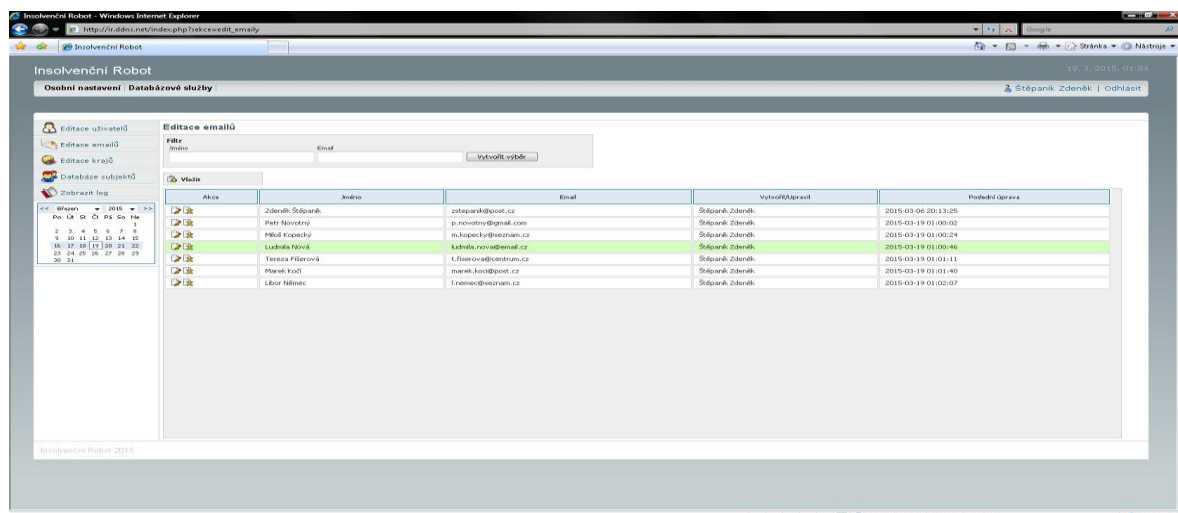 Insolvenční Robot - Windows Internet Explorer
http://ir.ddns.net/index.php?sekce=edit_emaily
Google
Insolvenční Robot
Stránka Nástroje
Insolvenční Robot
19. 3. 2015, 01:04
Osobní nastavení | Databázové služby
Štěpaník Zdeněk | Odhlásit
Editace uživatelů
Editace emailů
Editace krajů
Databáze subjektů
Zobrazit log
<< Březen 2015 >>
Po Út St Čt Pá So Ne
1
2 3 4 5 6 7 8
9 10 11 12 13 14 15
16 17 18 19 20 21 22
23 24 25 26 27 28 29
30 31
Editace emailů
Filtr
Jméno Email
Vytvořit výběr
Vložit
Akce Jméno Email Vytvořil/Upravil Poslední úprava
Zdeněk Štěpaník zstepanik@post.cz Štěpaník Zdeněk 2015-03-06 20:13:25
Petr Novotný p.novotny@gmail.com Štěpaník Zdeněk 2015-03-19 01:00:02
Miloš Kopecký m.kopecky@seznam.cz Štěpaník Zdeněk 2015-03-19 01:00:24
Ludmila Nová ludmila.nova@email.cz Štěpaník Zdeněk 2015-03-19 01:00:46
Tereza Fišerová t.fiserova@centrum.cz Štěpaník Zdeněk 2015-03-19 01:01:11
Marek Kočí marek.koci@post.cz Štěpaník Zdeněk 2015-03-19 01:01:40
Libor Němec l.nemec@seznam.cz Štěpaník Zdeněk 2015-03-19 01:02:07
Insolvenční Robot 2015